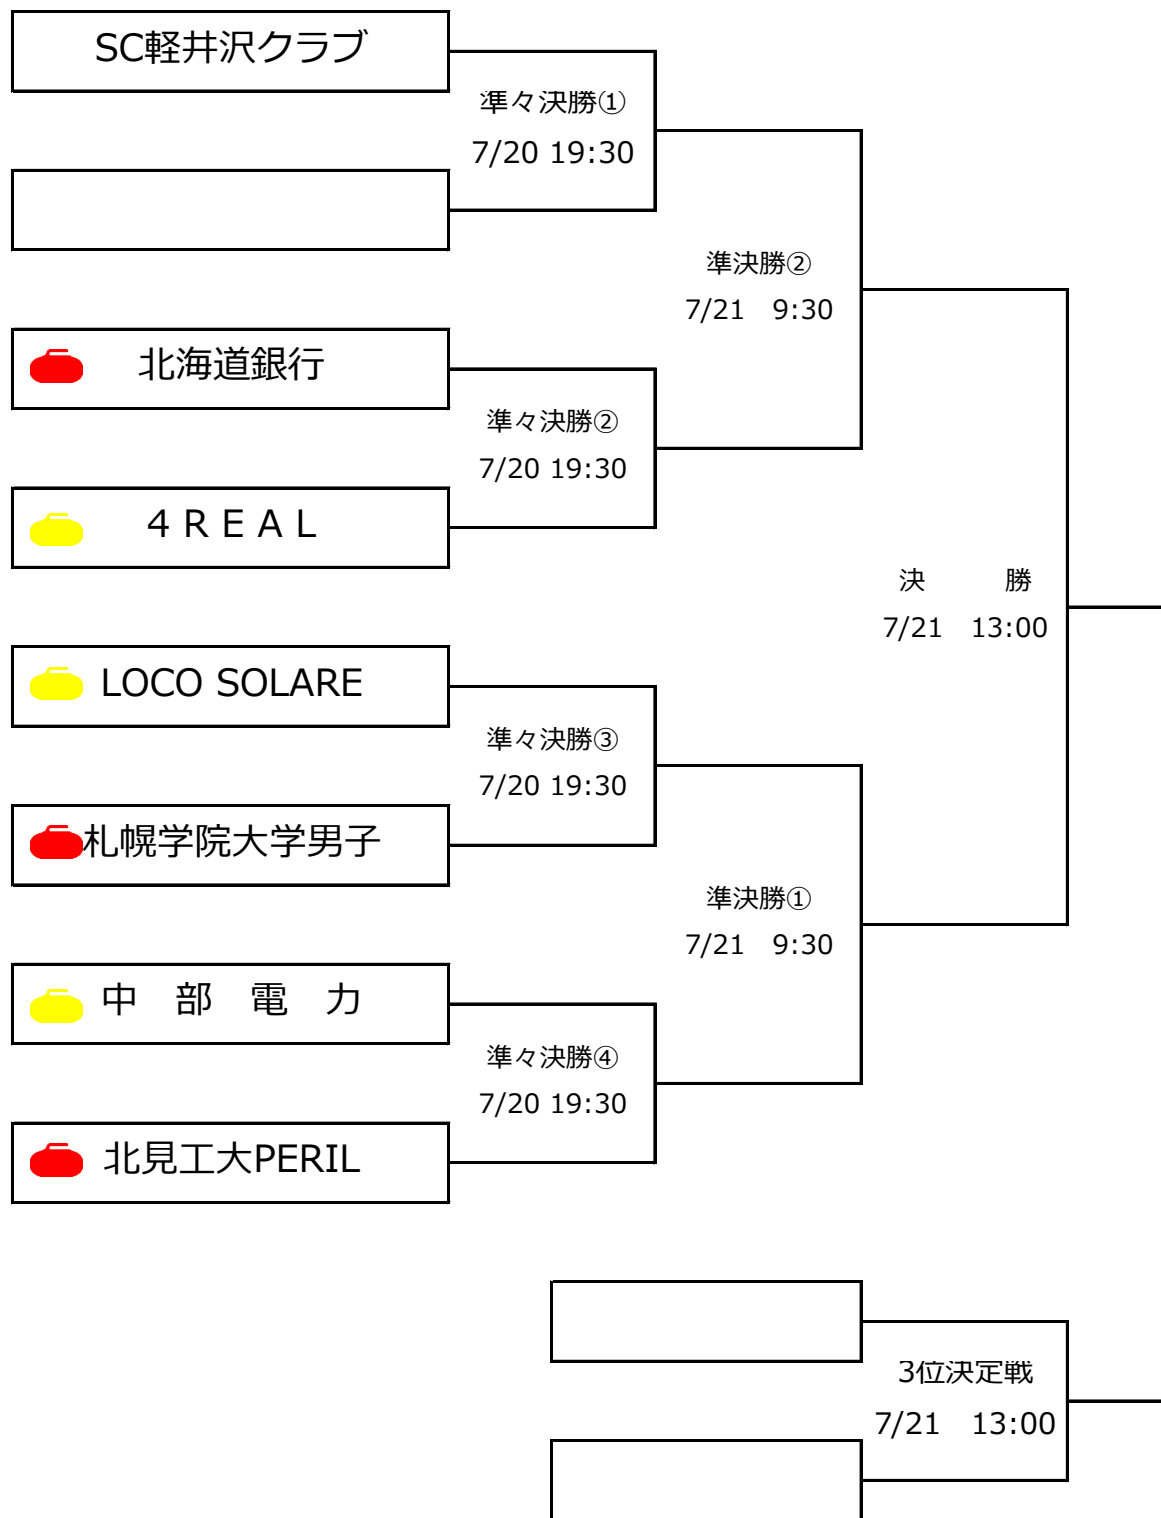 SC軽井沢クラブ
準々決勝①
7/20 19:30
準決勝②
7/21 9:30
北海道銀行
準々決勝②
7/20 19:30
４ＲＥＡＬ
決 勝
7/21 13:00
LOCO SOLARE
準々決勝③
7/20 19:30
札幌学院大学男子
準決勝①
7/21 9:30
中 部 電 力
準々決勝④
7/20 19:30
北見工大PERIL
3位決定戦
7/21 13:00